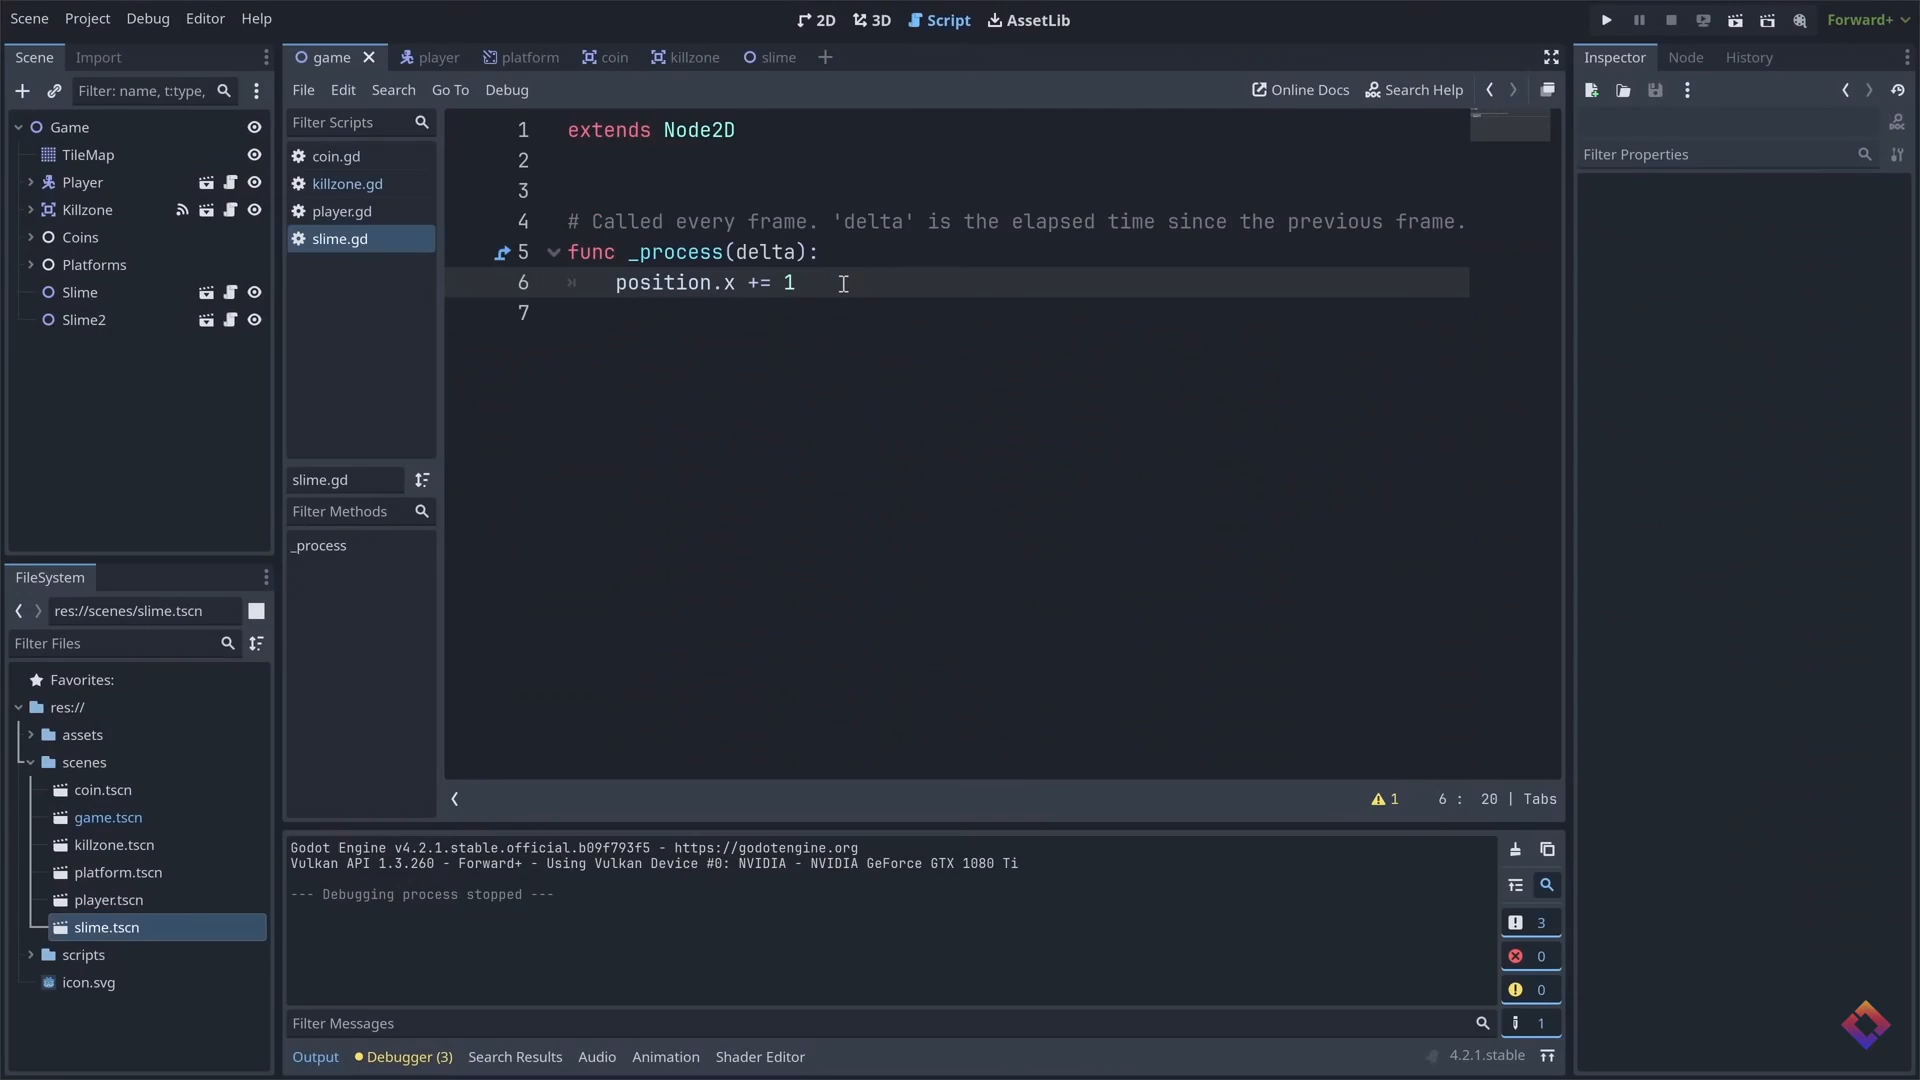 Scene Project Debug Editor Help
2D 3D Script AssetLib
Forward+
Scene Import
Filter: name, t:type,
Game
TileMap
Player
Killzone
Coins
Platforms
Slime
Slime2
FileSystem
res://scenes/slime.tscn
Filter Files
Favorites:
res://
assets
scenes
coin.tscn
game.tscn
killzone.tscn
platform.tscn
player.tscn
slime.tscn
scripts
icon.svg
game player platform coin killzone slime
File Edit Search Go To Debug
Online Docs Search Help
Filter Scripts
coin.gd
killzone.gd
player.gd
slime.gd
slime.gd
Filter Methods
_process
1 extends Node2D
2
3
4 # Called every frame. 'delta' is the elapsed time since the previous frame.
5 func _process(delta):
6 position.x += 1
7
1 6 : 20 | Tabs
Godot Engine v4.2.1.stable.official.b09f793f5 - https://godotengine.org
Vulkan API 1.3.260 - Forward+ - Using Vulkan Device #0: NVIDIA - NVIDIA GeForce GTX 1080 Ti
--- Debugging process stopped ---
3
0
0
1
Filter Messages
Output Debugger (3) Search Results Audio Animation Shader Editor
4.2.1.stable
Inspector Node History
Filter Properties